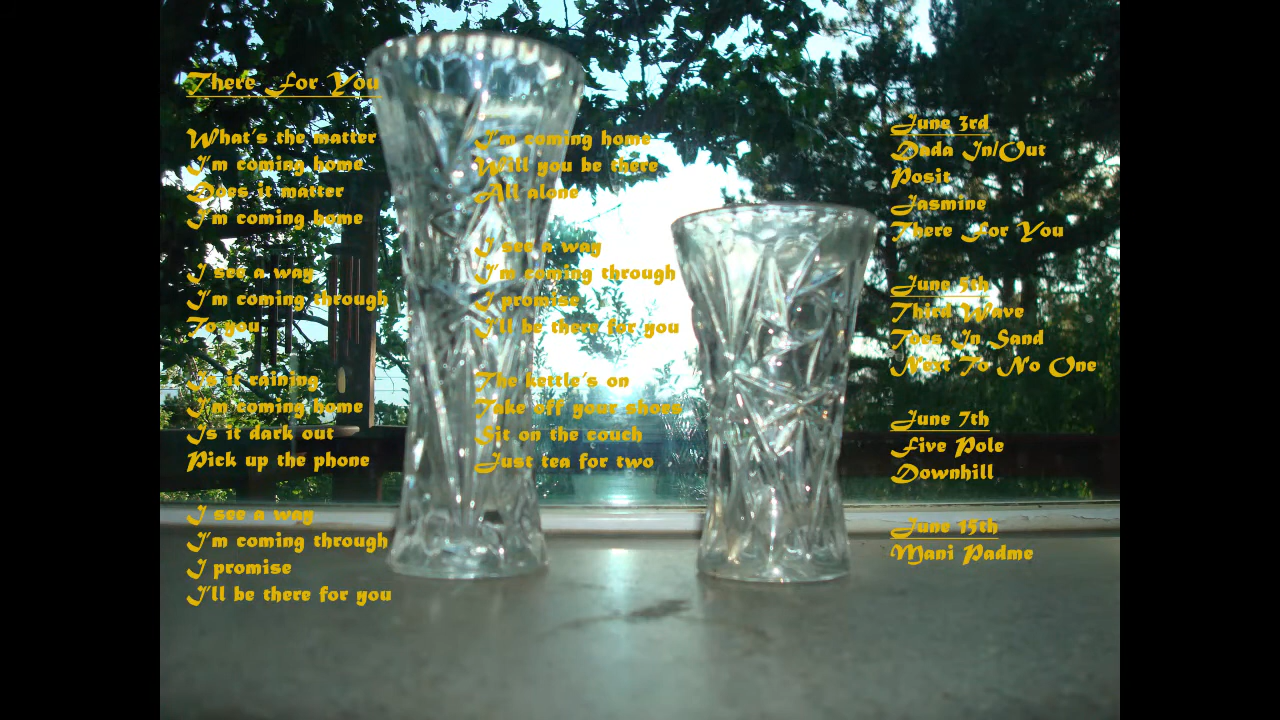 There For You
What's the matter
I'm coming home
Does it matter
I'm coming home
I see a way
I'm coming through
To you
Is it raining
I'm coming home
Is it dark out
Pick up the phone
I see a way
I'm coming through
I promise
I'll be there for you
I'm coming home
Will you be there
All alone
I see a way
I'm coming through
I promise
I'll be there for you
The kettle's on
Take off your shoes
Sit on the couch
Just tea for two
June 3rd
Dada In/Out
Posit
Jasmine
There For You
June 5th
Third Wave
Toes In Sand
Next To No One
June 7th
Five Pole
Downhill
June 15th
Mani Padme